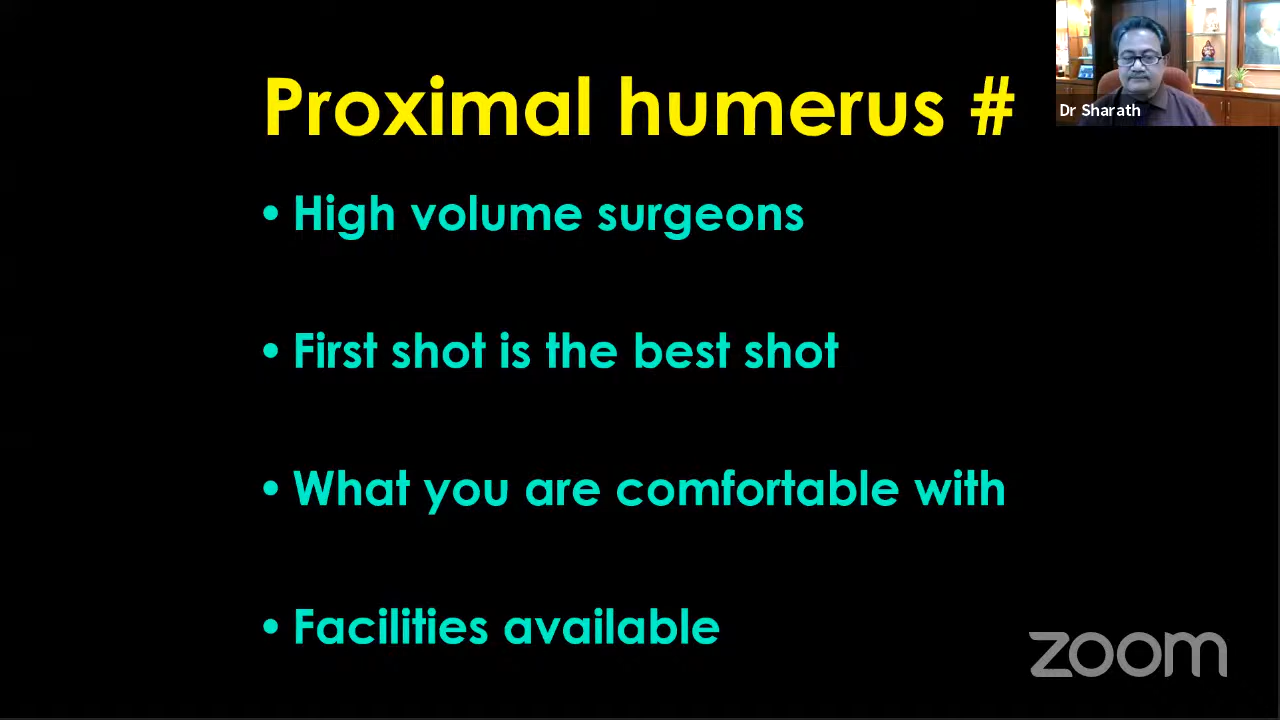 Proximal humerus #
Dr Sharath
• High volume surgeons
• First shot is the best shot
• What you are comfortable with
• Facilities available
zoom